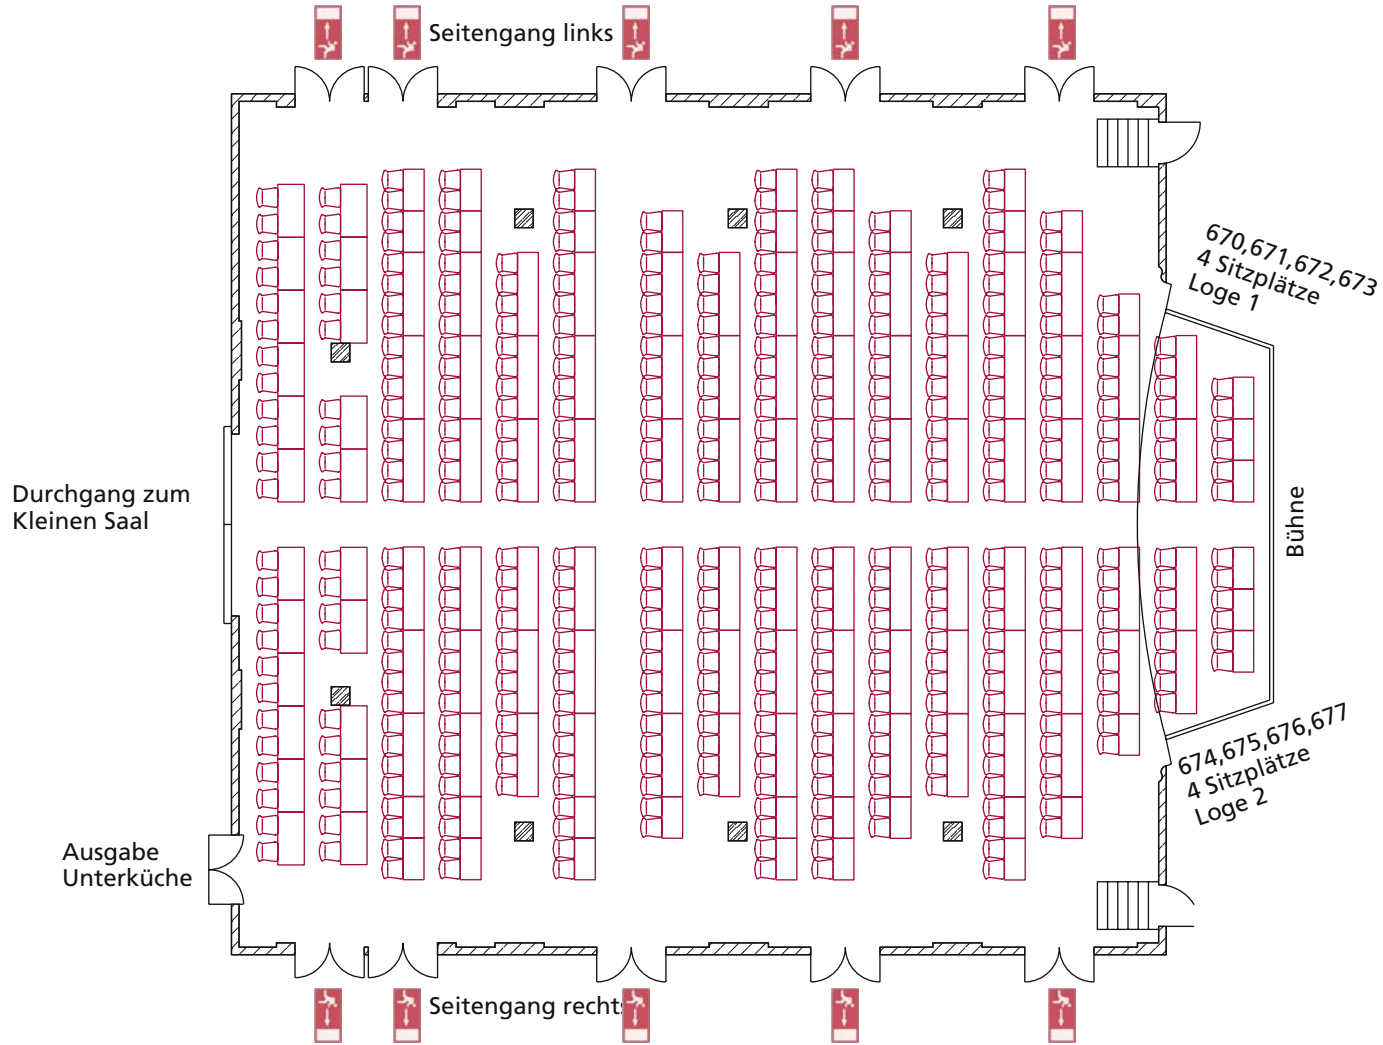 Seitengang links
670,671,672,673
4 Sitzplätze
Loge 1
Durchgang zum
Kleinen Saal
Bühne
674,675,676,677
4 Sitzplätze
Loge 2
Ausgabe
Unterküche
Seitengang rechts